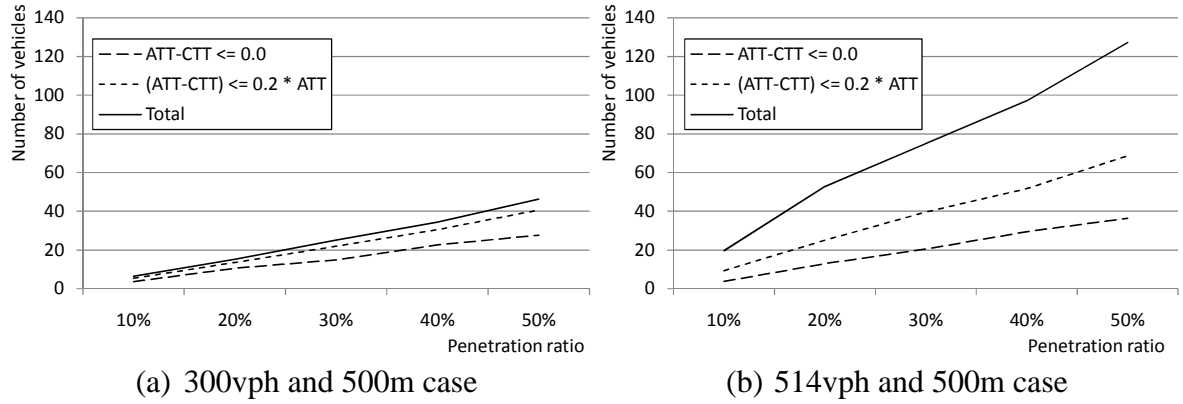 Number of vehicles
140
120
100
80
60
40
20
0
ATT-CTT <= 0.0
(ATT-CTT) <= 0.2 * ATT
Total
10% 20% 30% 40% 50%
Penetration ratio
(a) 300vph and 500m case
Number of vehicles
140
120
100
80
60
40
20
0
ATT-CTT <= 0.0
(ATT-CTT) <= 0.2 * ATT
Total
10% 20% 30% 40% 50%
Penetration ratio
(b) 514vph and 500m case